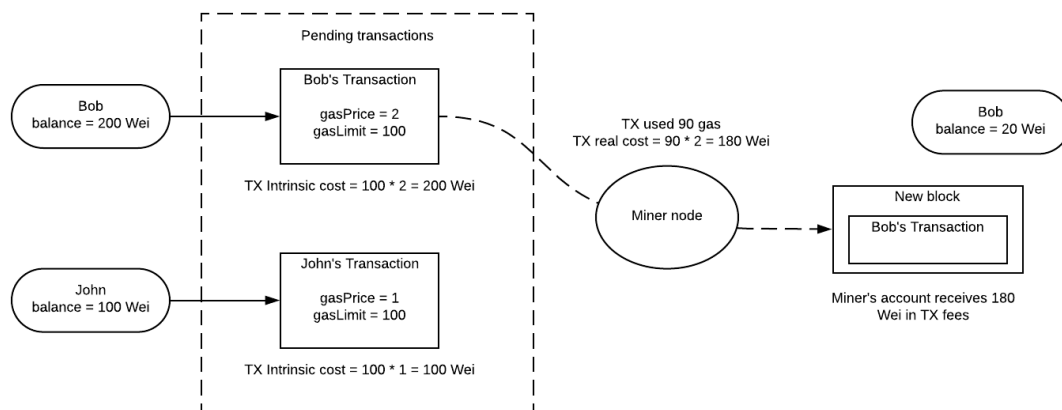 Pending transactions
Bob
balance = 200 Wei
Bob's Transaction
gasPrice = 2
gasLimit = 100
TX Intrinsic cost = 100 * 2 = 200 Wei
John
balance = 100 Wei
John's Transaction
gasPrice = 1
gasLimit = 100
TX Intrinsic cost = 100 * 1 = 100 Wei
TX used 90 gas
TX real cost = 90 * 2 = 180 Wei
Miner node
Bob
balance = 20 Wei
New block
Bob's Transaction
Miner's account receives 180
Wei in TX fees